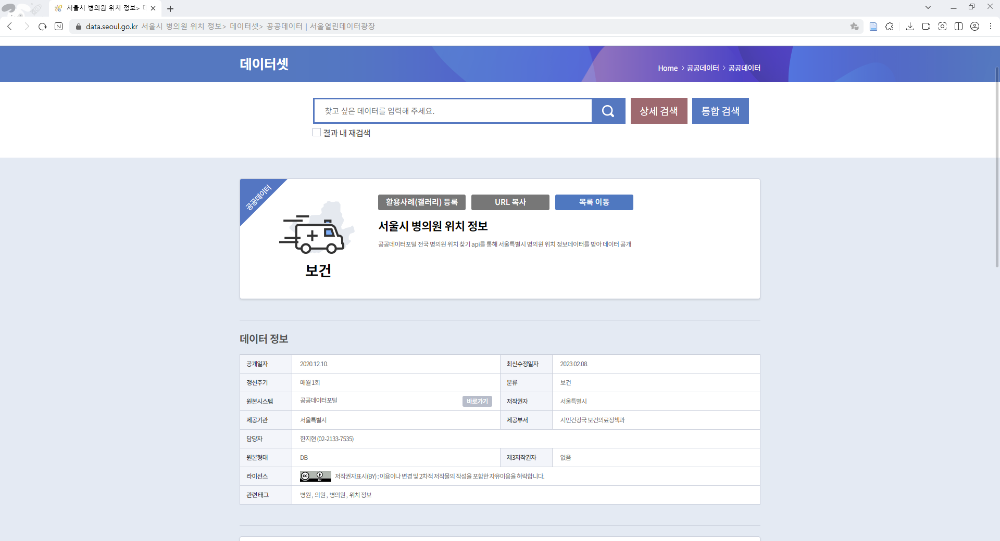 서울시 병의원 위치 정보>
data.seoul.go.kr 서울시 병의원 위치 정보> 데이터셋> 공공데이터 | 서울열린데이터광장
데이터셋
Home > 공공데이터 > 공공데이터
찾고 싶은 데이터를 입력해 주세요.
상세 검색
통합 검색
결과 내 재검색
공공데이터
활용사례(갤러리) 등록
URL 복사
목록 이동
서울시 병의원 위치 정보
공공데이터포털 전국 병의원 위치 찾기 api를 통해 서울특별시 병의원 위치 정보데이터를 받아 데이터 공개
보건
데이터 정보
공개일자 2020.12.10. 최신수정일자 2023.02.08.
갱신주기 매월 1회 분류 보건
원본시스템 공공데이터포털 바로가기 저작권자 서울특별시
제공기관 서울특별시 제공부서 시민건강국 보건의료정책과
담당자 한지현 (02-2133-7535)
원본형태 DB 제3저작권자 없음
라이선스 cc BY 저작권자표시(BY) : 이용이나 변경 및 2차적 저작물의 작성을 포함한 자유이용을 허락합니다.
관련 태그 병원 , 의원 , 병의원 , 위치 정보